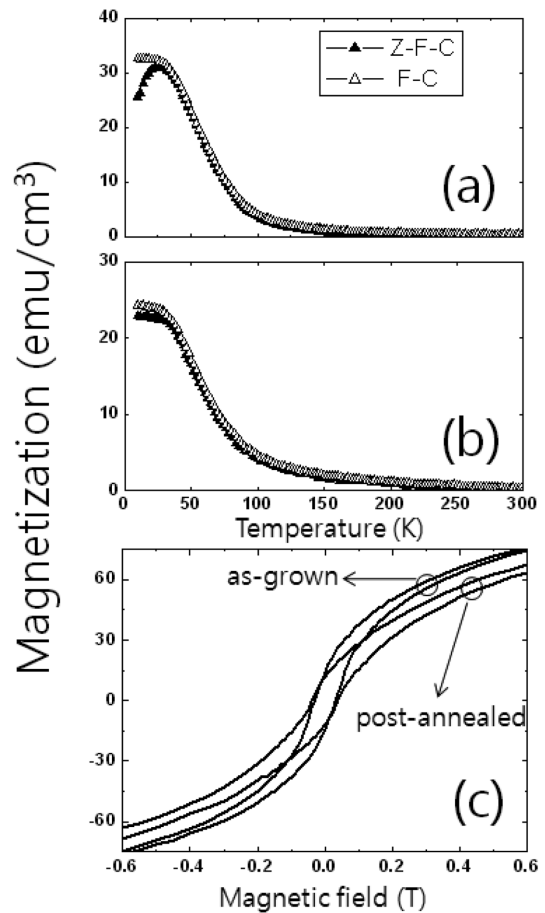 40
30
20
10
0
Z-F-C
F-C
(a)
30
20
10
0
(b)
0 50 100 150 200 250 300
Temperature (K)
Magnetization (emu/cm³)
60
30
0
-30
-60
as-grown
post-annealed
(c)
-0.6 -0.4 -0.2 0.0 0.2 0.4 0.6
Magnetic field (T)